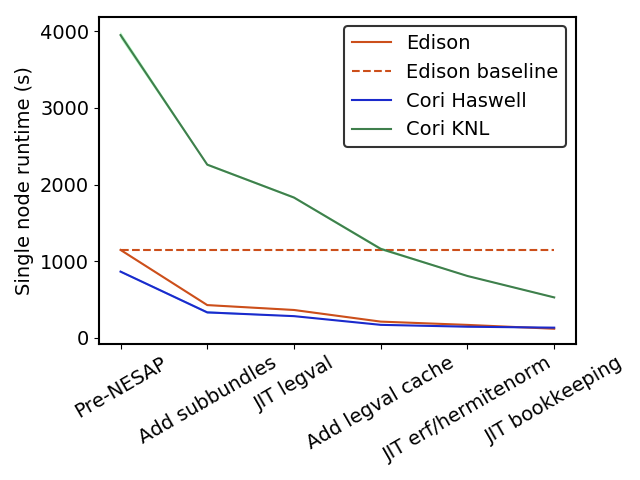 4000
3000
2000
1000
0
Single node runtime (s)
Edison
Edison baseline
Cori Haswell
Cori KNL
Pre-NESAP
Add subbundles
JIT legval
Add legval cache
JIT erf/hermitenorm
JIT bookkeeping